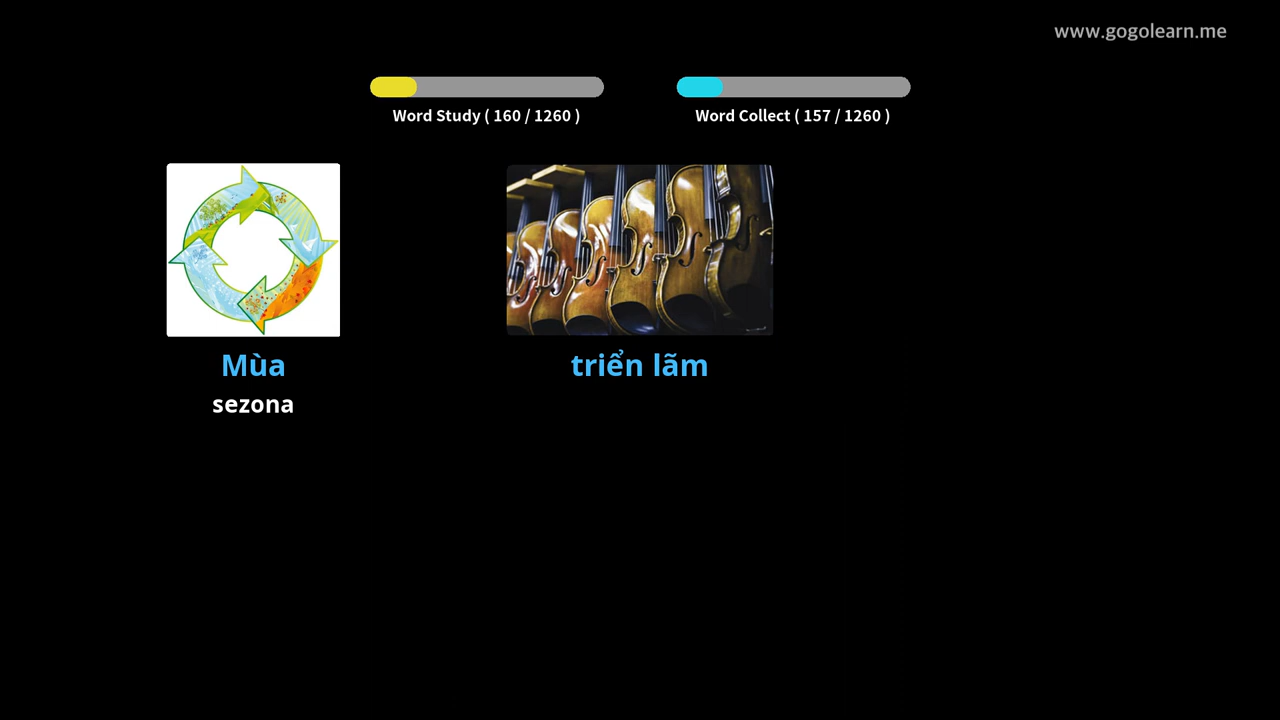 www.gogolearn.me
Word Study ( 160 / 1260 )
Word Collect ( 157 / 1260 )
Mùa
sezona
triển lãm